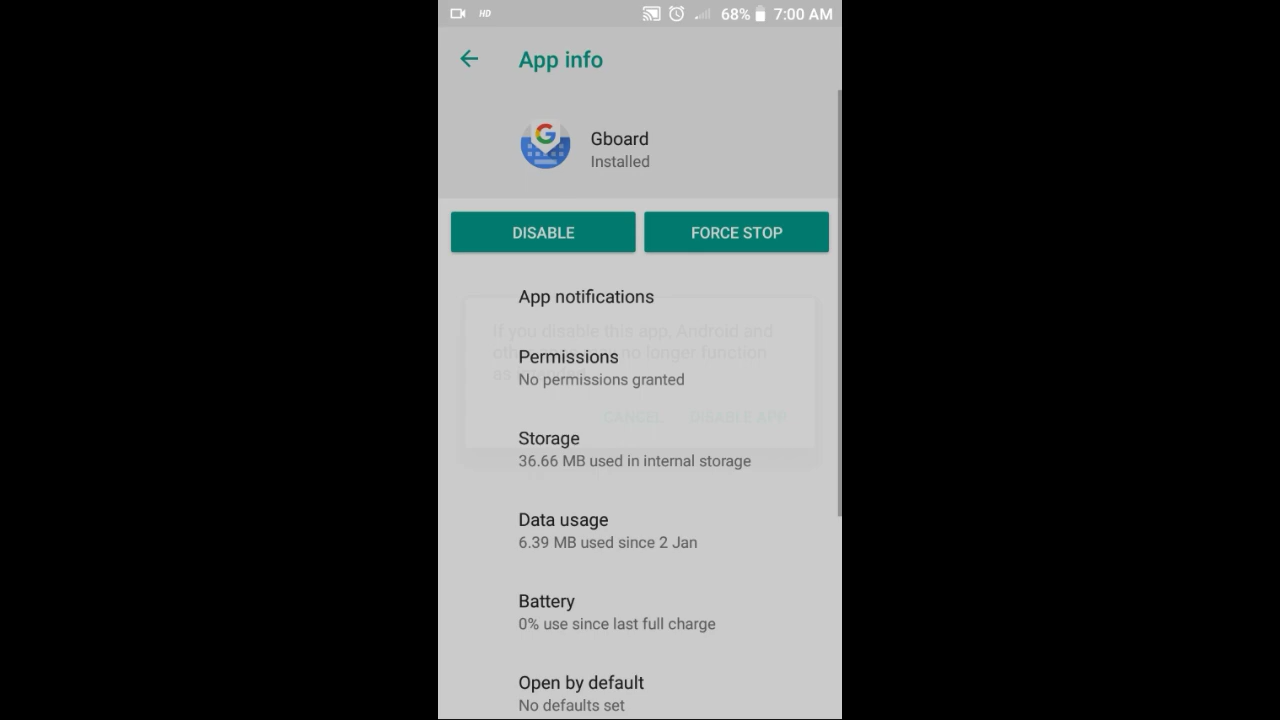 HD 68% 7:00 AM
App info
Gboard
Installed
DISABLE FORCE STOP
App notifications
If you disable this app, Android and
no longer function
Permissions
as
No permissions granted
CANCEL DISABLE APP
Storage
36.66 MB used in internal storage
Data usage
6.39 MB used since 2 Jan
Battery
0% use since last full charge
Open by default
No defaults set